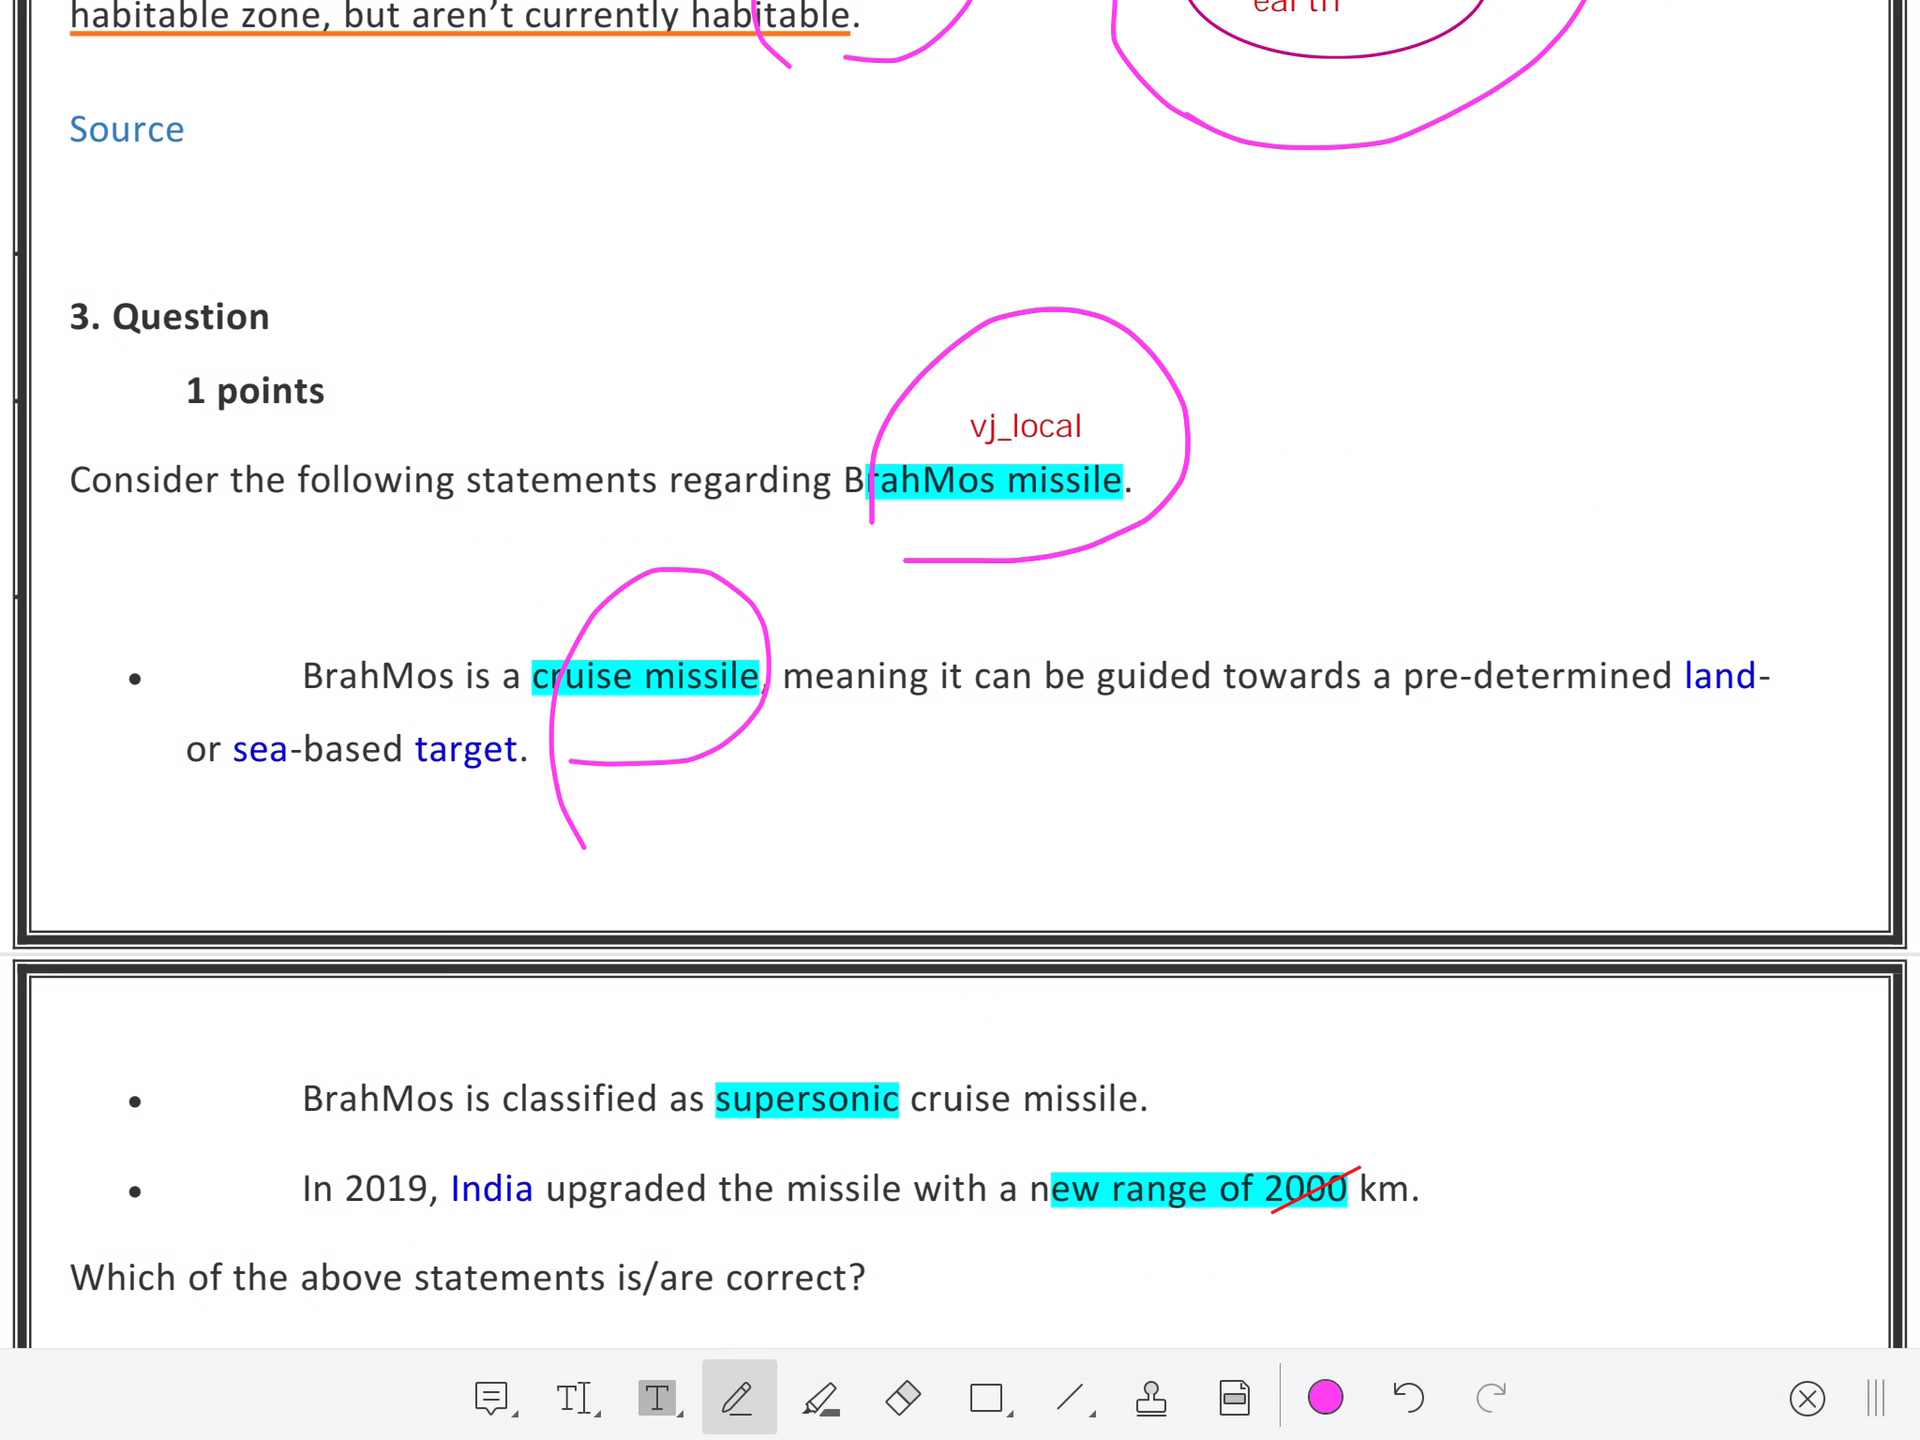 habitable zone, but aren't currently habitable.
earth
Source
3. Question
1 points
vj_local
Consider the following statements regarding BrahMos missile.
• BrahMos is a cruise missile, meaning it can be guided towards a pre-determined land-
or sea-based target.
• BrahMos is classified as supersonic cruise missile.
• In 2019, India upgraded the missile with a new range of 2000 km.
Which of the above statements is/are correct?